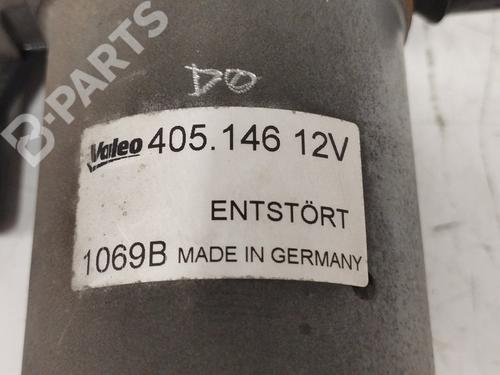 B-PARTS
DO
Valeo 405.146 12V
ENTSTÖRT
1069B MADE IN GERMANY